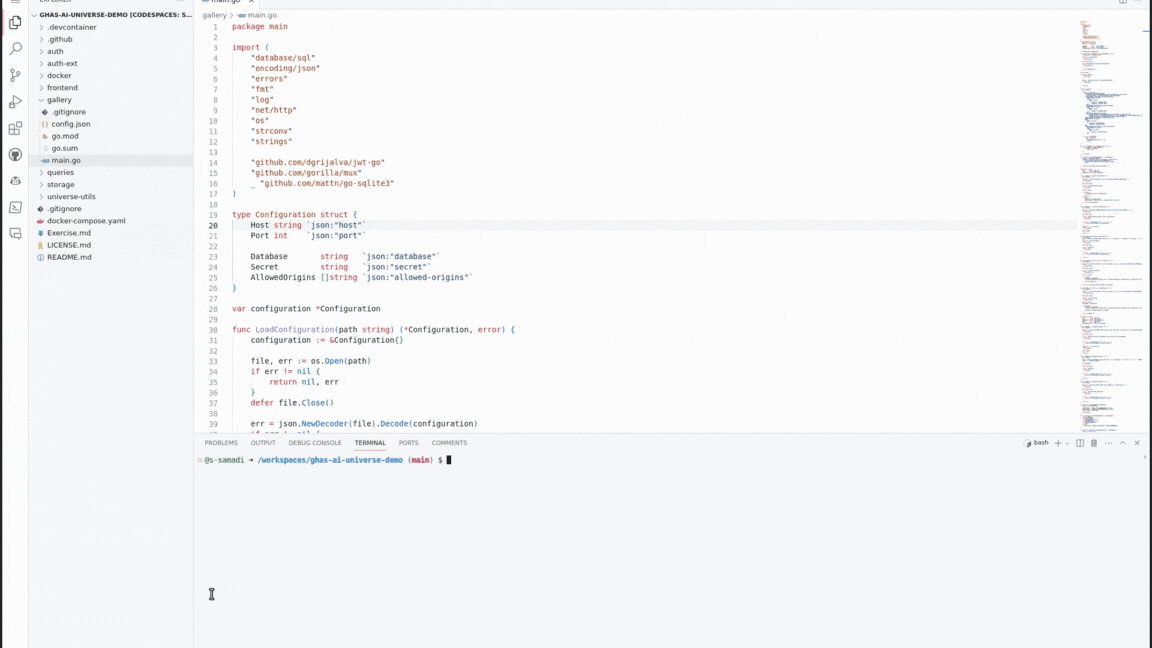 EXPLORER
main.go
GHAS-AI-UNIVERSE-DEMO [CODESPACES: S...
.devcontainer
.github
auth
auth-ext
docker
frontend
gallery
.gitignore
config.json
go.mod
go.sum
main.go
queries
storage
universe-utils
.gitignore
docker-compose.yaml
Exercise.md
LICENSE.md
README.md
gallery > main.go
1 package main
2
3 import (
4 "database/sql"
5 "encoding/json"
6 "errors"
7 "fmt"
8 "log"
9 "net/http"
10 "os"
11 "strconv"
12 "strings"
13
14 "github.com/dgrijalva/jwt-go"
15 "github.com/gorilla/mux"
16 _ "github.com/mattn/go-sqlite3"
17 )
18
19 type Configuration struct {
20 Host string `json:"host"`
21 Port int `json:"port"`
22
23 Database string `json:"database"`
24 Secret string `json:"secret"`
25 AllowedOrigins []string `json:"allowed-origins"`
26 }
27
28 var configuration *Configuration
29
30 func LoadConfiguration(path string) (*Configuration, error) {
31 configuration := &Configuration{}
32
33 file, err := os.Open(path)
34 if err != nil {
35 return nil, err
36 }
37 defer file.Close()
38
39 err = json.NewDecoder(file).Decode(configuration)
PROBLEMS OUTPUT DEBUG CONSOLE TERMINAL PORTS COMMENTS bash
@s-samadi ➜ /workspaces/ghas-ai-universe-demo (main) $